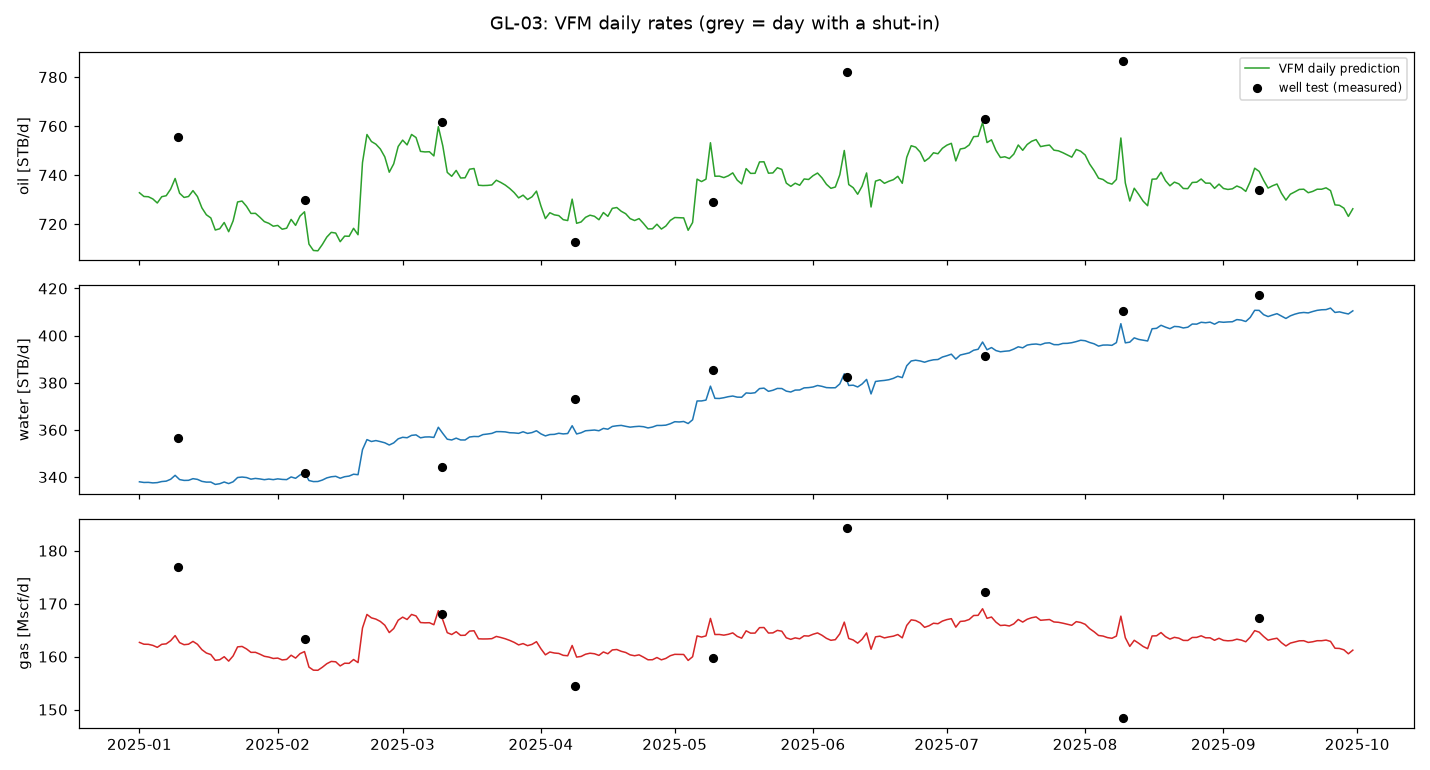 GL-03: VFM daily rates (grey = day with a shut-in)
oil [STB/d]
780
760
740
720
VFM daily prediction
well test (measured)
water [STB/d]
420
400
380
360
340
gas [Mscf/d]
180
170
160
150
2025-01 2025-02 2025-03 2025-04 2025-05 2025-06 2025-07 2025-08 2025-09 2025-10